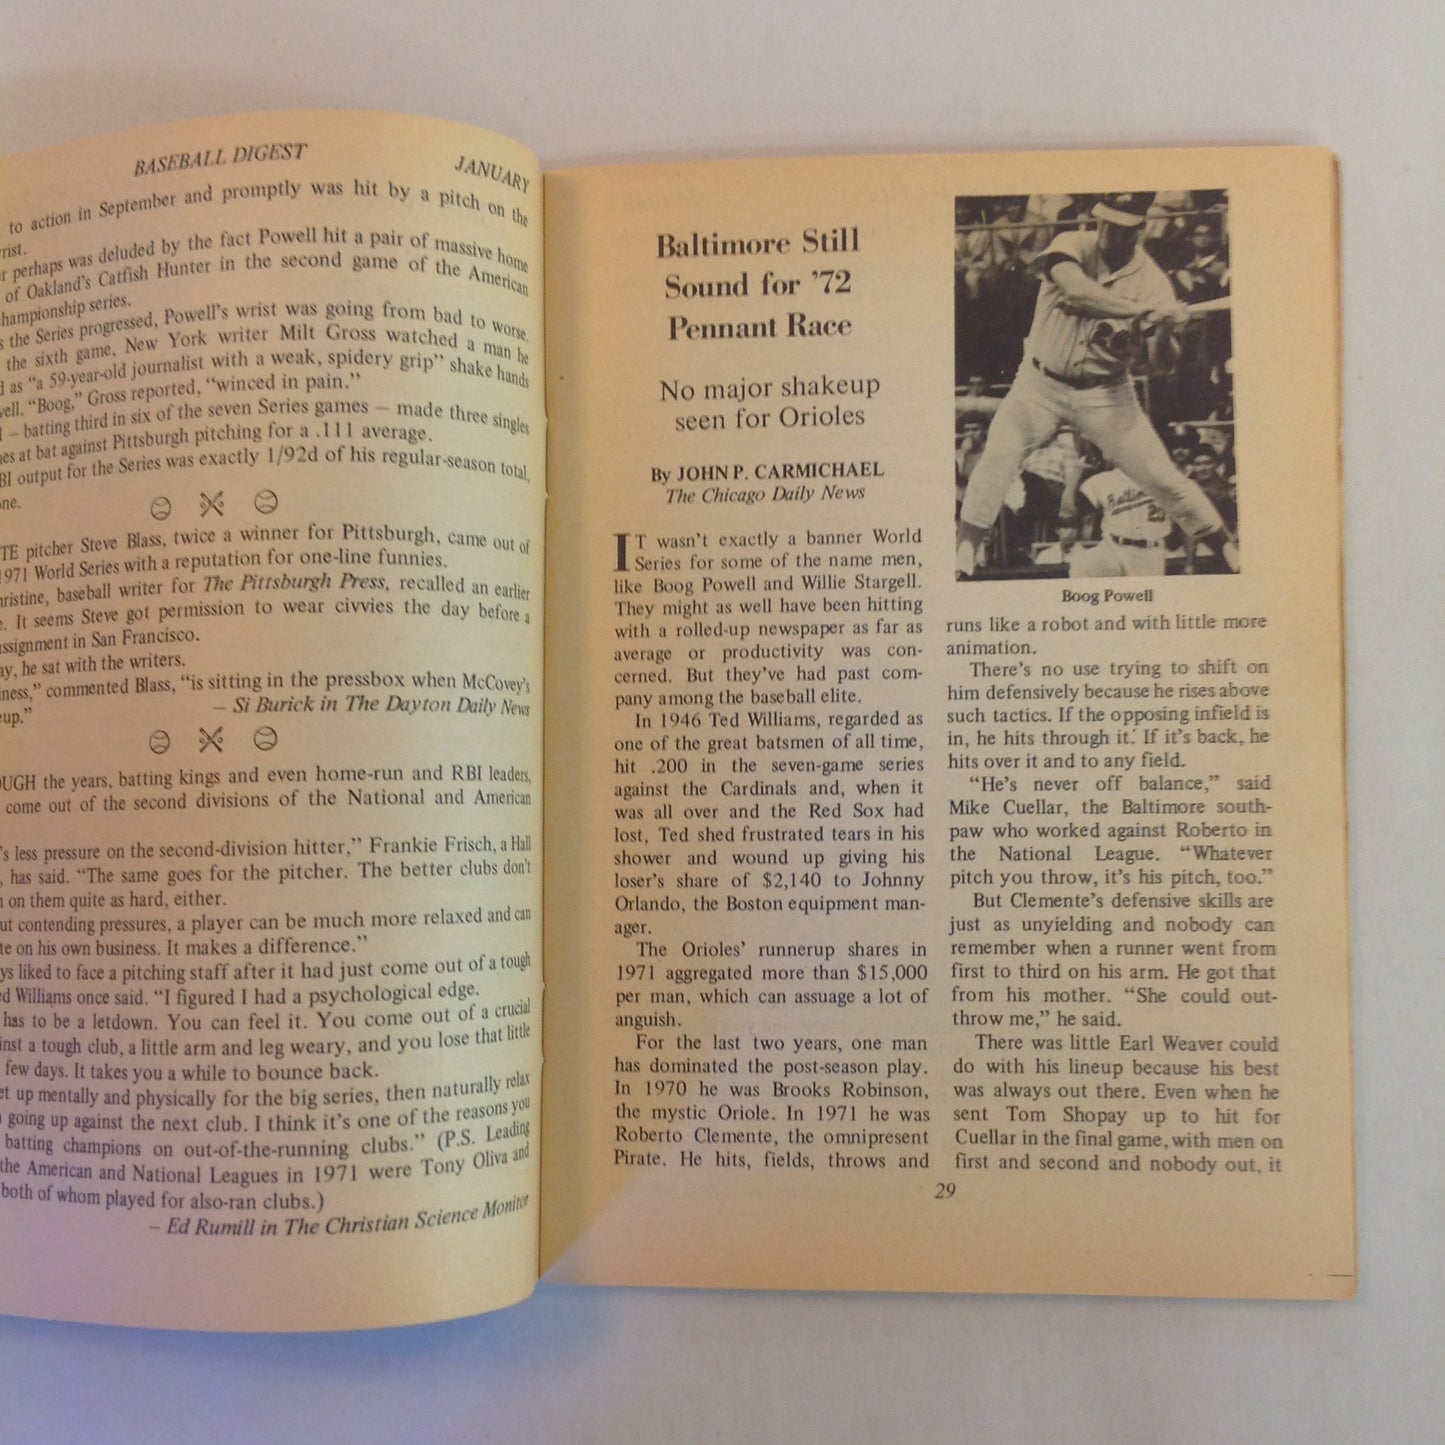 BASEBALL DIGEST JANUARY
to action in September and promptly was hit by a pitch on the
perhaps was deluded by the fact Powell hit a pair of massive home
of Oakland's Catfish Hunter in the second game of the American
championship series.
the Series progressed, Powell's wrist was going from bad to worse.
the sixth game, New York writer Milt Gross watched a man he
as “a 59-year-old journalist with a weak, spidery grip” shake hands
“Boog,” Gross reported, “winced in pain.”
– batting third in six of the seven Series games – made three singles
at bat against Pittsburgh pitching for a .111 average.
output for the Series was exactly 1/92d of his regular-season total,
pitcher Steve Blass, twice a winner for Pittsburgh, came out of
1971 World Series with a reputation for one-line funnies.
baseball writer for The Pittsburgh Press, recalled an earlier
It seems Steve got permission to wear civvies the day before a
assignment in San Francisco.
he sat with the writers.
commented Blass, “is sitting in the pressbox when McCovey's
up.”
– Si Burick in The Dayton Daily News
the years, batting kings and even home-run and RBI leaders,
come out of the second divisions of the National and American
's less pressure on the second-division hitter,” Frankie Frisch, a Hall
has said. “The same goes for the pitcher. The better clubs don't
on them quite as hard, either.
contending pressures, a player can be much more relaxed and can
on his own business. It makes a difference.”
liked to face a pitching staff after it had just come out of a tough
Williams once said. “I figured I had a psychological edge.
has to be a letdown. You can feel it. You come out of a crucial
a tough club, a little arm and leg weary, and you lose that little
few days. It takes you a while to bounce back.
up mentally and physically for the big series, then naturally relax
going up against the next club. I think it's one of the reasons you
batting champions on out-of-the-running clubs.” (P.S. Leading
the American and National Leagues in 1971 were Tony Oliva and
both of whom played for also-ran clubs.)
– Ed Rumill in The Christian Science Monitor
Baltimore Still
Sound for '72
Pennant Race
No major shakeup
seen for Orioles
By JOHN P. CARMICHAEL
The Chicago Daily News
IT wasn't exactly a banner World
Series for some of the name men,
like Boog Powell and Willie Stargell.
They might as well have been hitting
with a rolled-up newspaper as far as
average or productivity was con-
cerned. But they've had past com-
pany among the baseball elite.
In 1946 Ted Williams, regarded as
one of the great batsmen of all time,
hit .200 in the seven-game series
against the Cardinals and, when it
was all over and the Red Sox had
lost, Ted shed frustrated tears in his
shower and wound up giving his
loser's share of $2,140 to Johnny
Orlando, the Boston equipment man-
ager.
The Orioles' runnerup shares in
1971 aggregated more than $15,000
per man, which can assuage a lot of
anguish.
For the last two years, one man
has dominated the post-season play.
In 1970 he was Brooks Robinson,
the mystic Oriole. In 1971 he was
Roberto Clemente, the omnipresent
Pirate. He hits, fields, throws and
Boog Powell
runs like a robot and with little more
animation.
There's no use trying to shift on
him defensively because he rises above
such tactics. If the opposing infield is
in, he hits through it. If it's back, he
hits over it and to any field.
“He's never off balance,” said
Mike Cuellar, the Baltimore south-
paw who worked against Roberto in
the National League. “Whatever
pitch you throw, it's his pitch, too.”
But Clemente's defensive skills are
just as unyielding and nobody can
remember when a runner went from
first to third on his arm. He got that
from his mother. “She could out-
throw me,” he said.
There was little Earl Weaver could
do with his lineup because his best
was always out there. Even when he
sent Tom Shopay up to hit for
Cuellar in the final game, with men on
first and second and nobody out, it
29